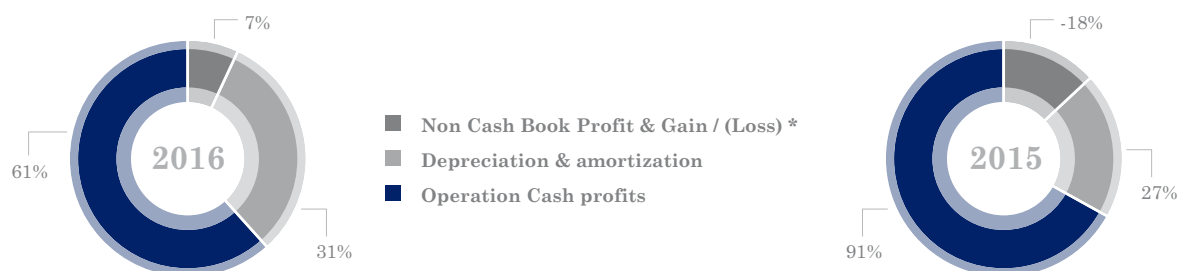 7%
-18%
Non Cash Book Profit & Gain / (Loss) *
2016
Depreciation & amortization
2015
61%
27%
Operation Cash profits
31%
91%